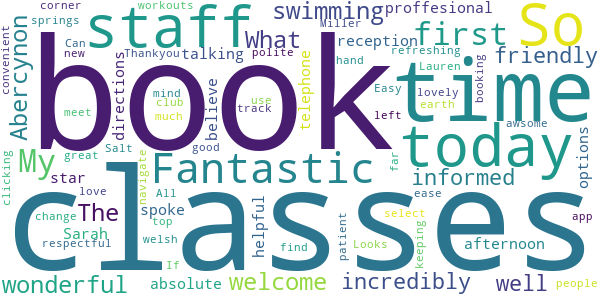 corner
workouts
springs
Can
new
convenient
Abercynon
staff
Thankyou
talking
polite
directions
swimming
What
reception
Miller
refreshing
proffesional
first
So
friendly
hand
Lauren
lovely
booking
telephone
believe
book
time
meet
mind
club
use
Easy
earth
much
track
left
awsome
Salt
good
great
today
options
My
Fantastic
far
star
love
navigate
All
informed
clicking
classes
The
change
Sarah
respectful
spoke
top
welsh
If
helpful
find
patient
Looks
keeping
select
ease
afternoon
app
wonderful
absolute
welcome
incredibly
well
people